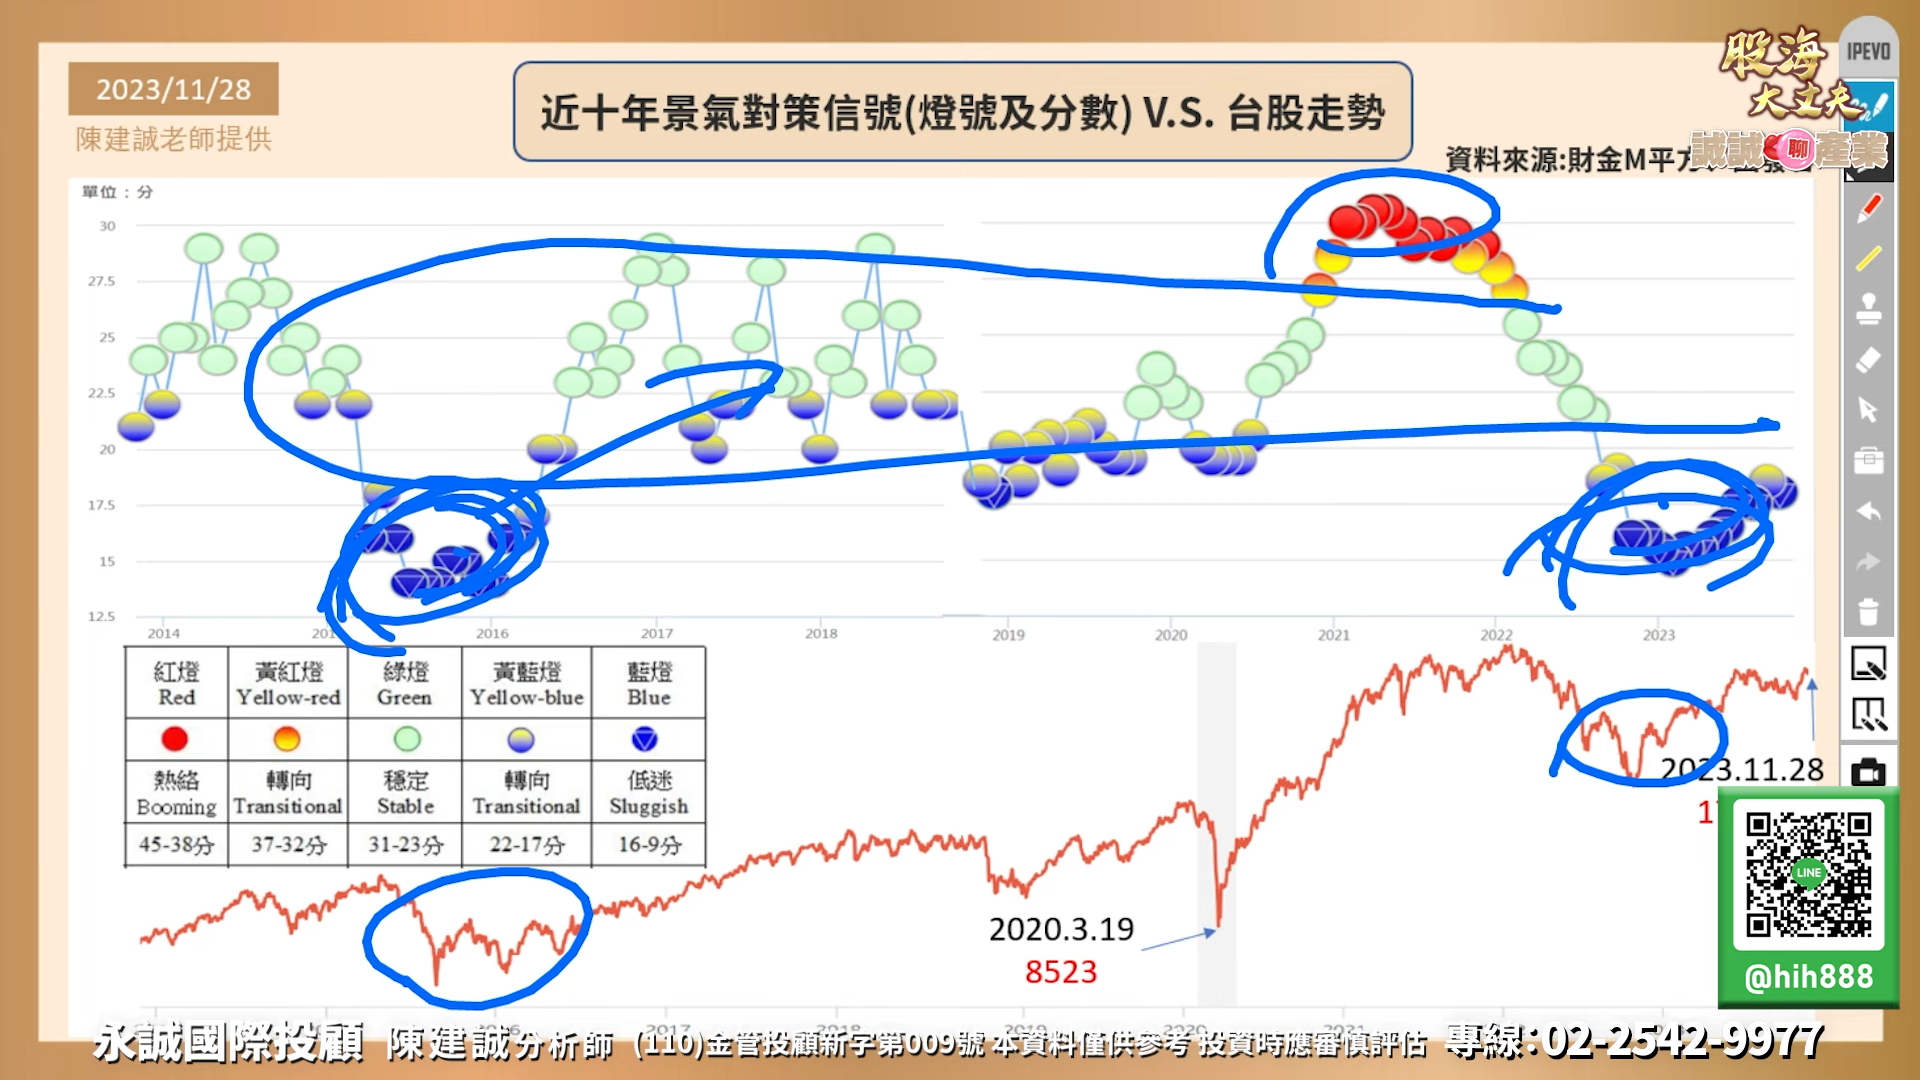 2023/11/28
陳建誠老師提供
近十年景氣對策信號(燈號及分數) V.S. 台股走勢
股海
大丈夫
IPEVO
資料來源:財金M平方
誠誠聊產業
單位：分
30
27.5
25
22.5
20
17.5
15
12.5
2014 2016 2017 2018 2019 2020 2021 2022 2023
紅燈 黃紅燈 綠燈 黃藍燈 藍燈
Red Yellow-red Green Yellow-blue Blue
熱絡 轉向 穩定 轉向 低迷
Booming Transitional Stable Transitional Sluggish
45-38分 37-32分 31-23分 22-17分 16-9分
2023.11.28
2020.3.19
8523
LINE
@hih888
2017 2018 2019 2020 2021
永誠國際投顧 陳建誠分析師 (110)金管投顧新字第009號 本資料僅供參考 投資時應審慎評估 專線:02-2542-9977